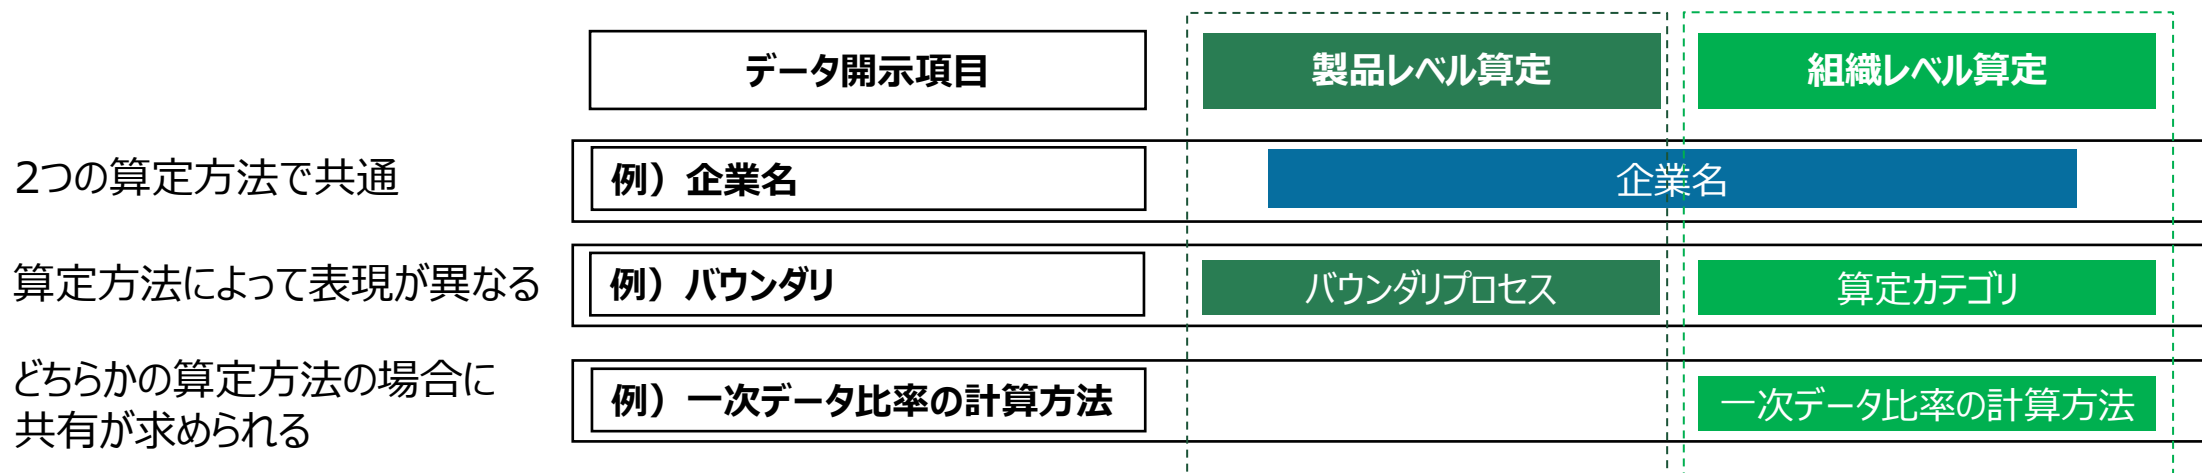 データ開示項目
製品レベル算定
組織レベル算定
2つの算定方法で共通
例）企業名
企業名
算定方法によって表現が異なる
例）バウンダリ
バウンダリプロセス
算定カテゴリ
どちらかの算定方法の場合に
共有が求められる
例）一次データ比率の計算方法
一次データ比率の計算方法